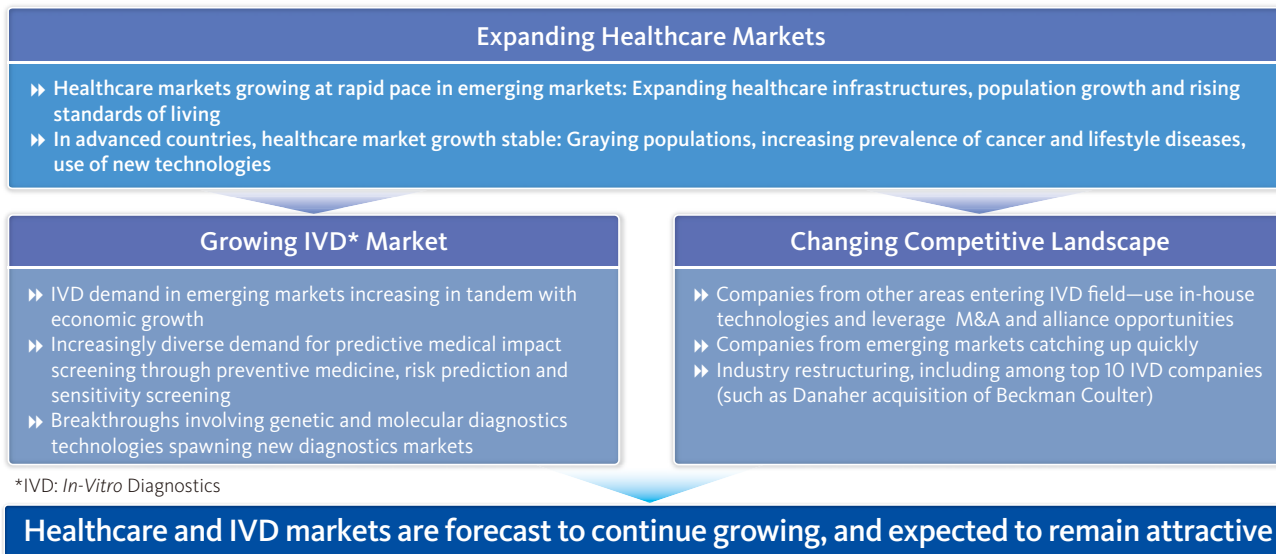 Expanding Healthcare Markets
Healthcare markets growing at rapid pace in emerging markets: Expanding healthcare infrastructures, population growth and rising
standards of living
In advanced countries, healthcare market growth stable: Graying populations, increasing prevalence of cancer and lifestyle diseases,
use of new technologies
Growing IVD* Market
IVD demand in emerging markets increasing in tandem with
economic growth
Increasingly diverse demand for predictive medical impact
screening through preventive medicine, risk prediction and
sensitivity screening
Breakthroughs involving genetic and molecular diagnostics
technologies spawning new diagnostics markets
Changing Competitive Landscape
Companies from other areas entering IVD field—use in-house
technologies and leverage M&A and alliance opportunities
Companies from emerging markets catching up quickly
Industry restructuring, including among top 10 IVD companies
(such as Danaher acquisition of Beckman Coulter)
*IVD: In-Vitro Diagnostics
Healthcare and IVD markets are forecast to continue growing, and expected to remain attractive